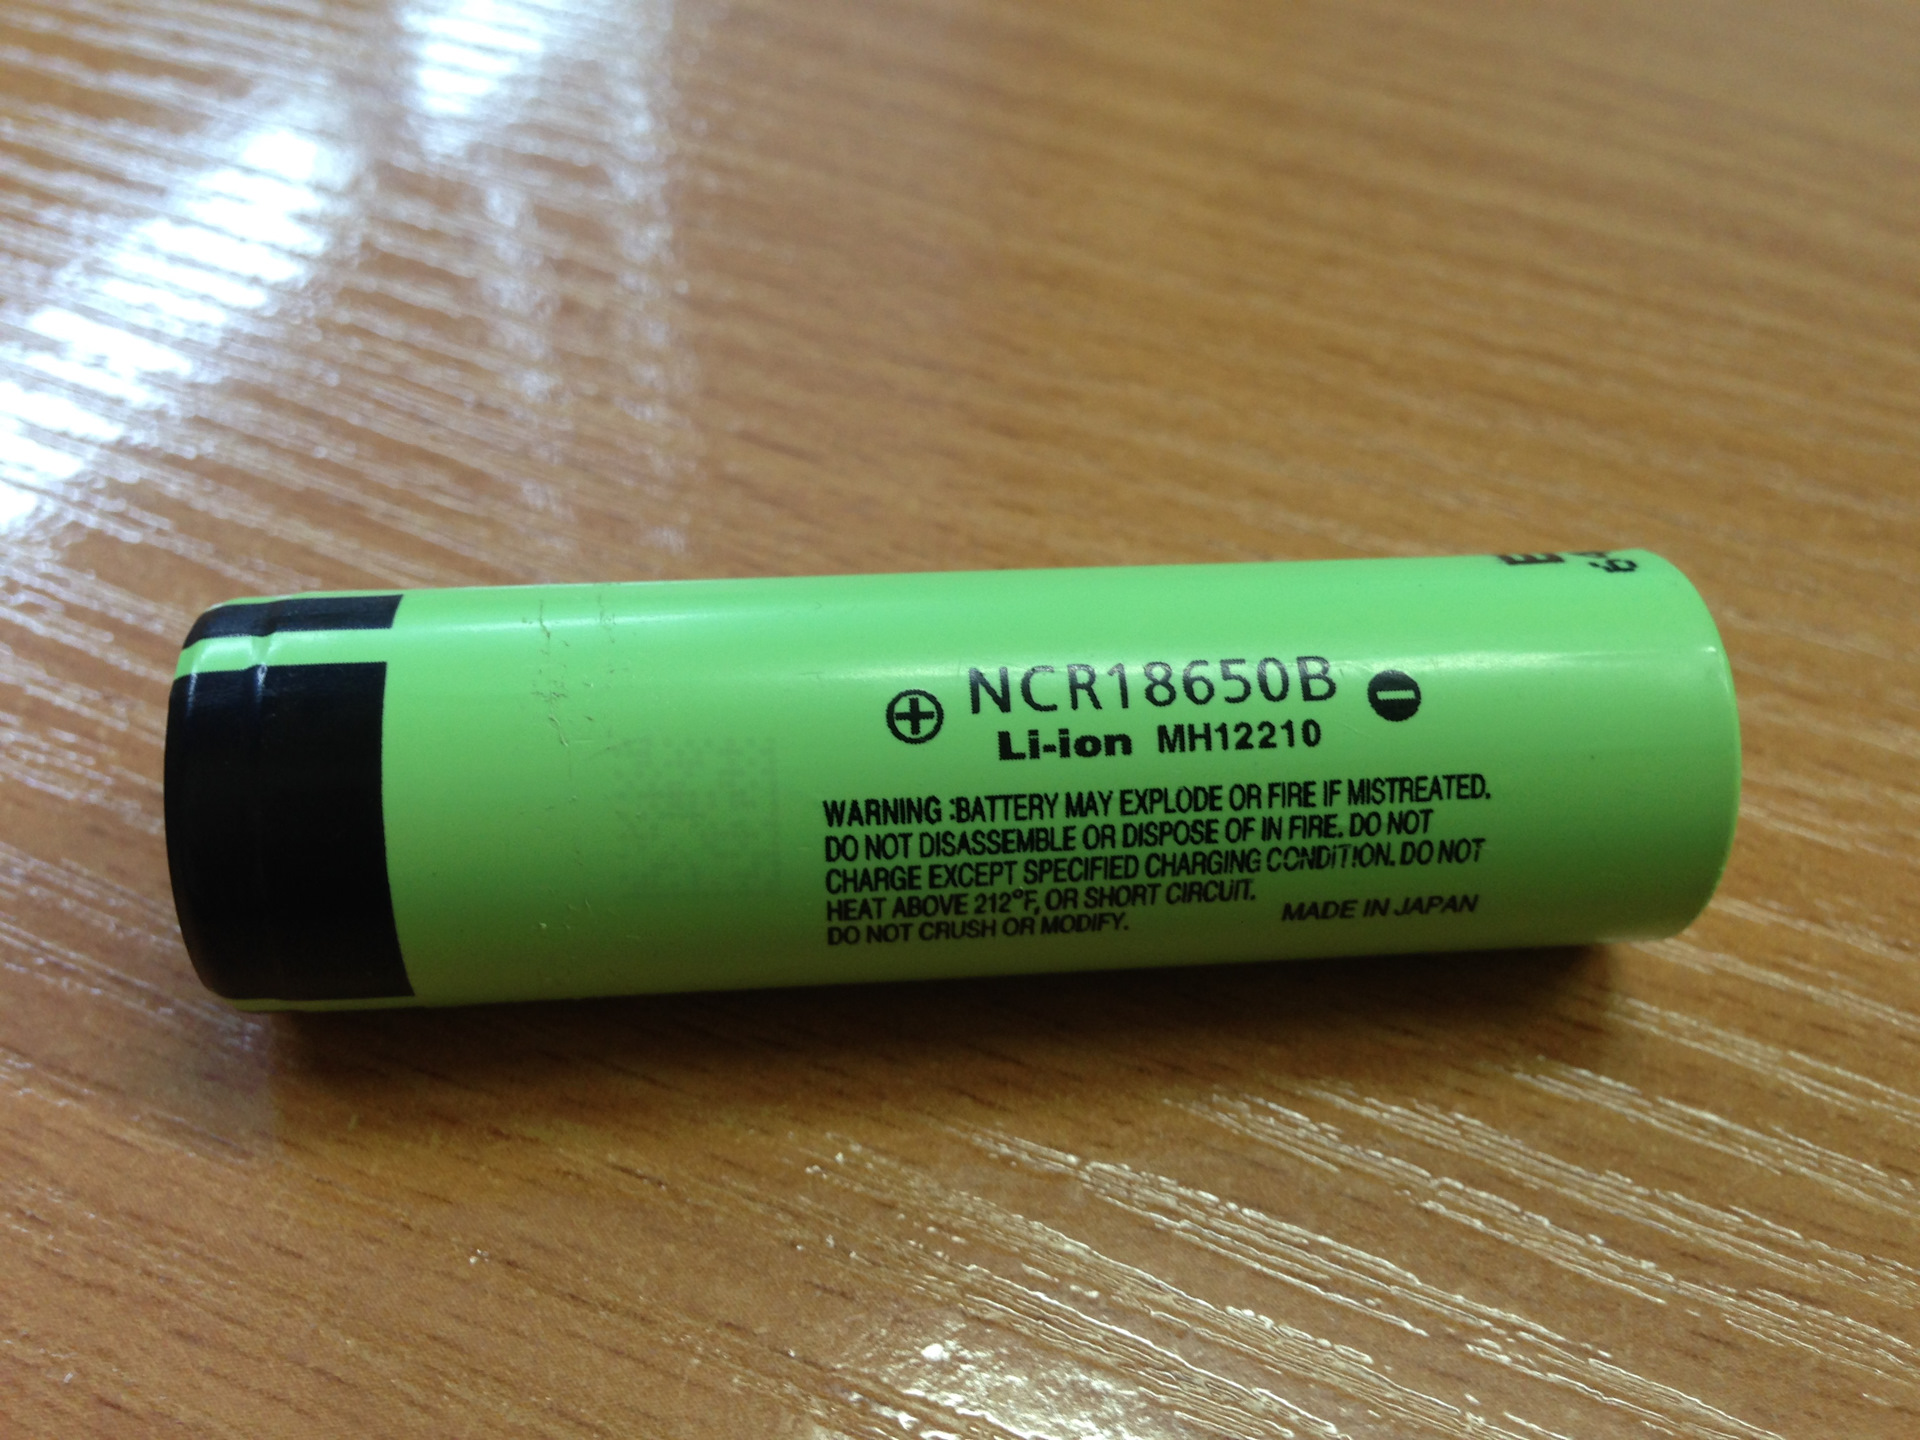 NCR18650B
Li-ion MH12210
WARNING :BATTERY MAY EXPLODE OR FIRE IF MISTREATED.
DO NOT DISASSEMBLE OR DISPOSE OF IN FIRE. DO NOT
CHARGE EXCEPT SPECIFIED CHARGING CONDITION. DO NOT
HEAT ABOVE 212°F, OR SHORT CIRCUIT.
DO NOT CRUSH OR MODIFY.
MADE IN JAPAN